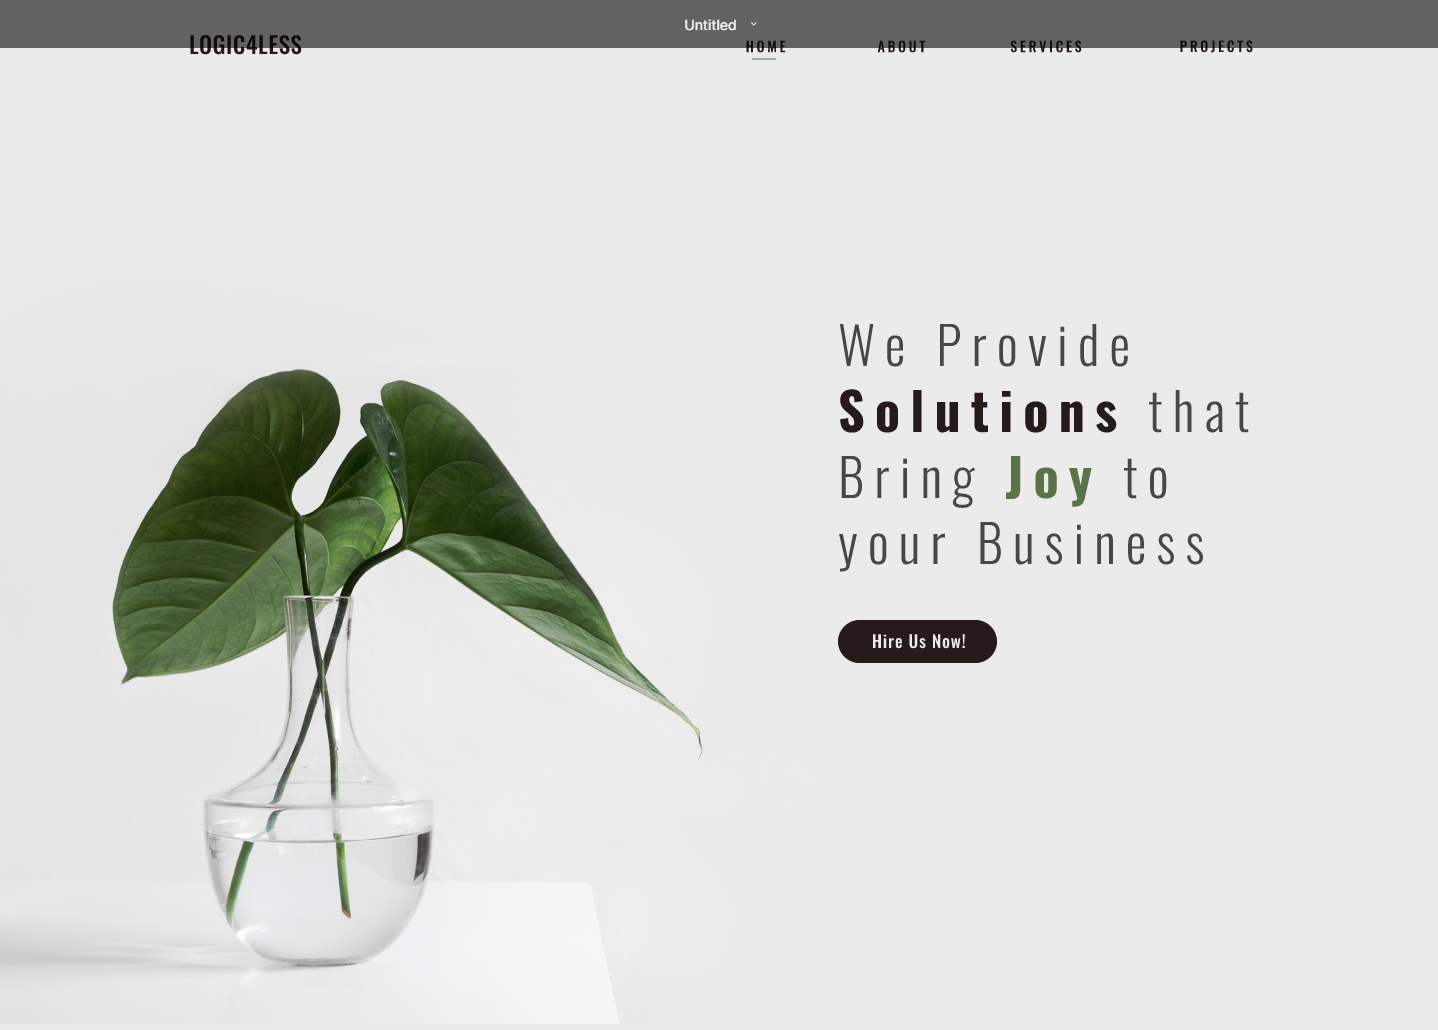 Untitled
LOGIC4LESS
HOME ABOUT SERVICES PROJECTS
We Provide
Solutions that
Bring Joy to
your Business
Hire Us Now!